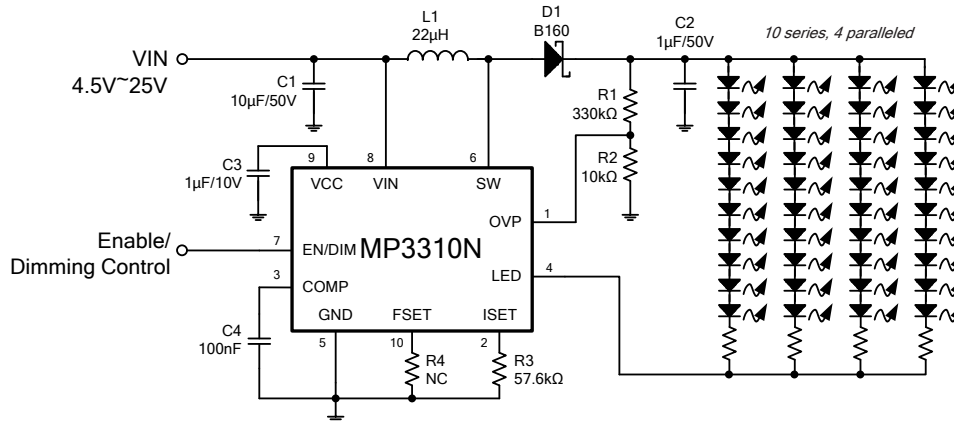 L1
22µH
D1
B160
C2
1µF/50V
10 series, 4 paralleled
VIN
4.5V~25V
C1
10µF/50V
R1
330kΩ
R2
10kΩ
C3
1µF/10V
9
8
6
VCC
VIN
SW
1
OVP
Enable/
Dimming Control
7
EN/DIM
MP3310N
3
COMP
LED
4
C4
100nF
GND
FSET
ISET
5
10
2
R4
NC
R3
57.6kΩ